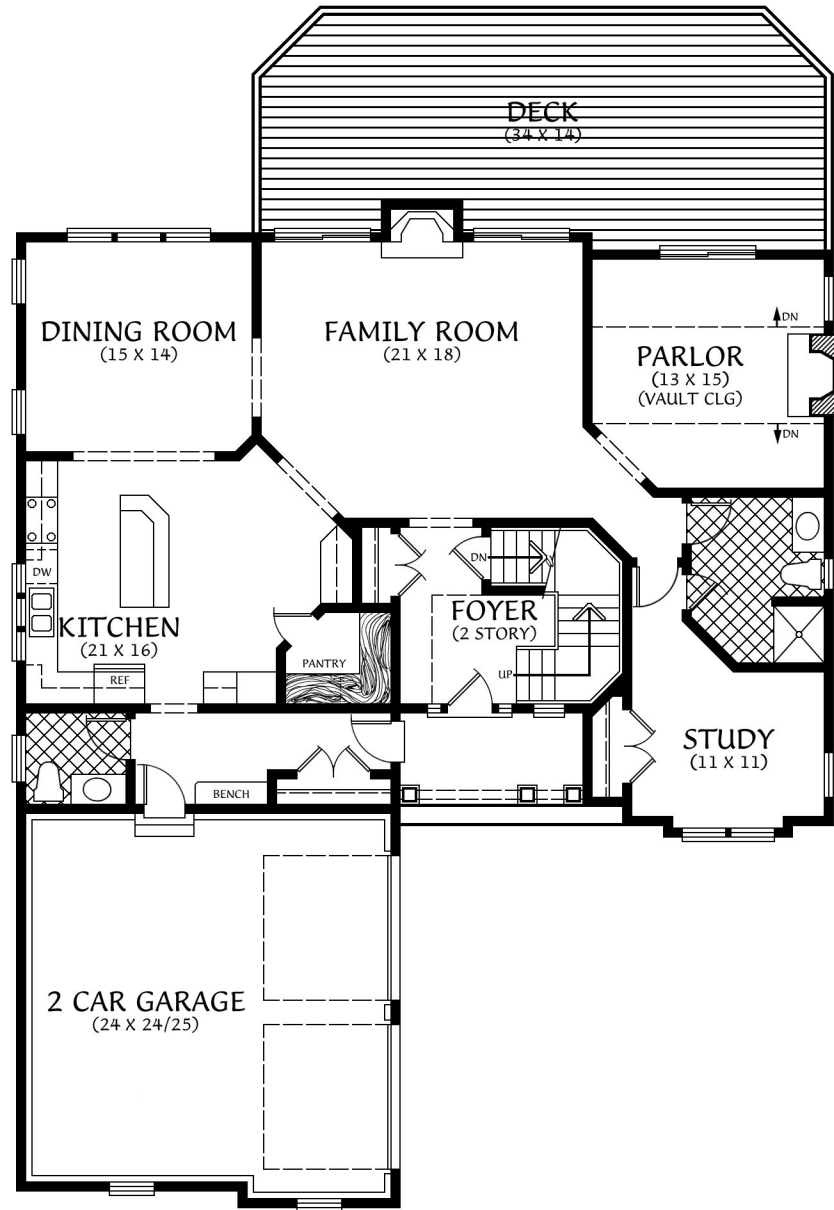 DECK
(34 X 14)
DINING ROOM
(15 X 14)
FAMILY ROOM
(21 X 18)
DN
PARLOR
(13 X 15)
(VAULT CLG)
DN
DW
KITCHEN
(21 X 16)
REF
PANTRY
DN
FOYER
(2 STORY)
UP
STUDY
(11 X 11)
BENCH
2 CAR GARAGE
(24 X 24/25)